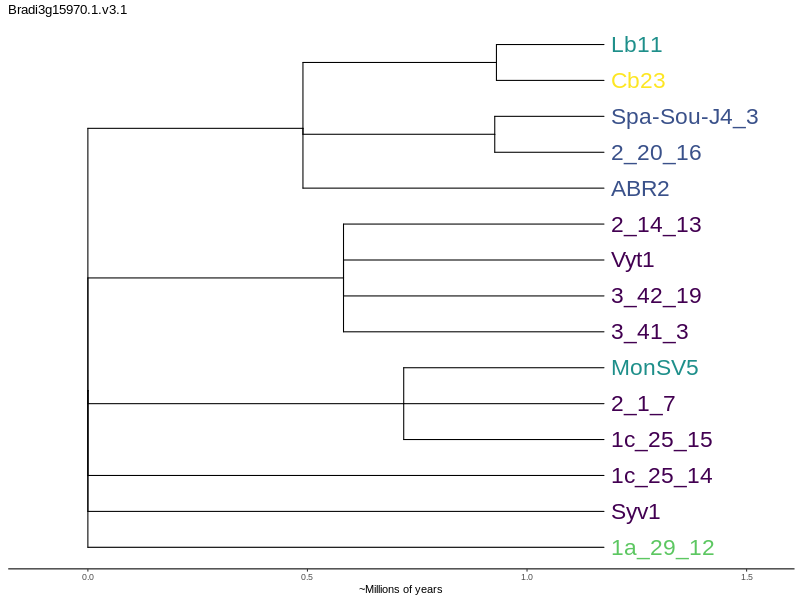 Bradi3g15970.1.v3.1
Lb11
Cb23
Spa-Sou-J4_3
2_20_16
ABR2
2_14_13
Vyt1
3_42_19
3_41_3
MonSV5
2_1_7
1c_25_15
1c_25_14
Syv1
1a_29_12
0.0 0.5 1.0 1.5
~Millions of years